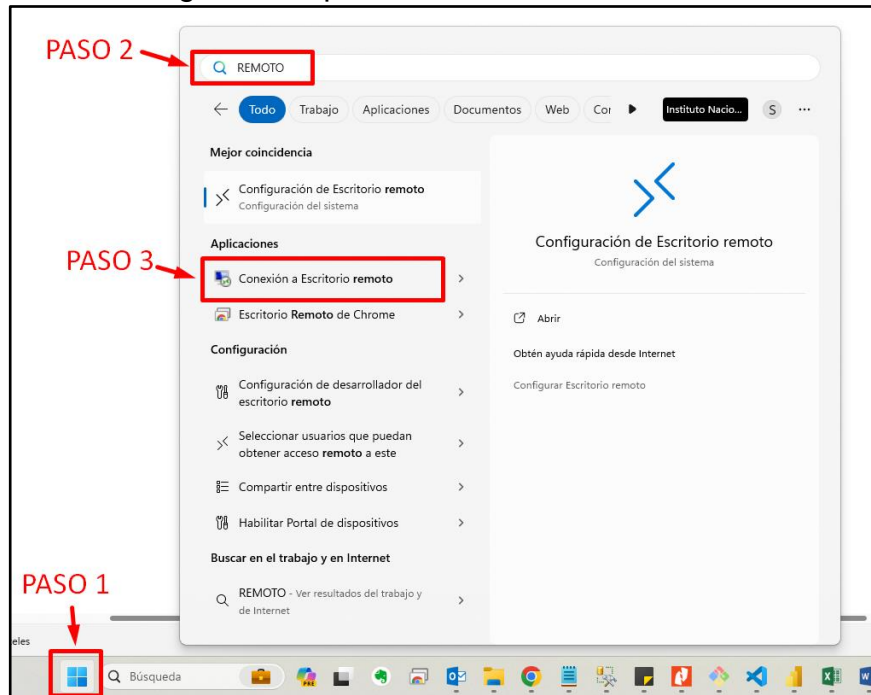 PASO 2
REMOTO
Todo Trabajo Aplicaciones Documentos Web Instituto Nacio... S ...
Mejor coincidencia
Configuración de Escritorio remoto
Configuración del sistema
Configuración de Escritorio remoto
Configuración del sistema
Aplicaciones
PASO 3
Conexión a Escritorio remoto
Escritorio Remoto de Chrome
Abrir
Configuración
Obtén ayuda rápida desde Internet
Configuración de desarrollador del
escritorio remoto
Configurar Escritorio remoto
Seleccionar usuarios que puedan
obtener acceso remoto a este
Compartir entre dispositivos
Habilitar Portal de dispositivos
Buscar en el trabajo y en Internet
REMOTO - Ver resultados del trabajo y
de Internet
PASO 1
eles
Búsqueda
PRE